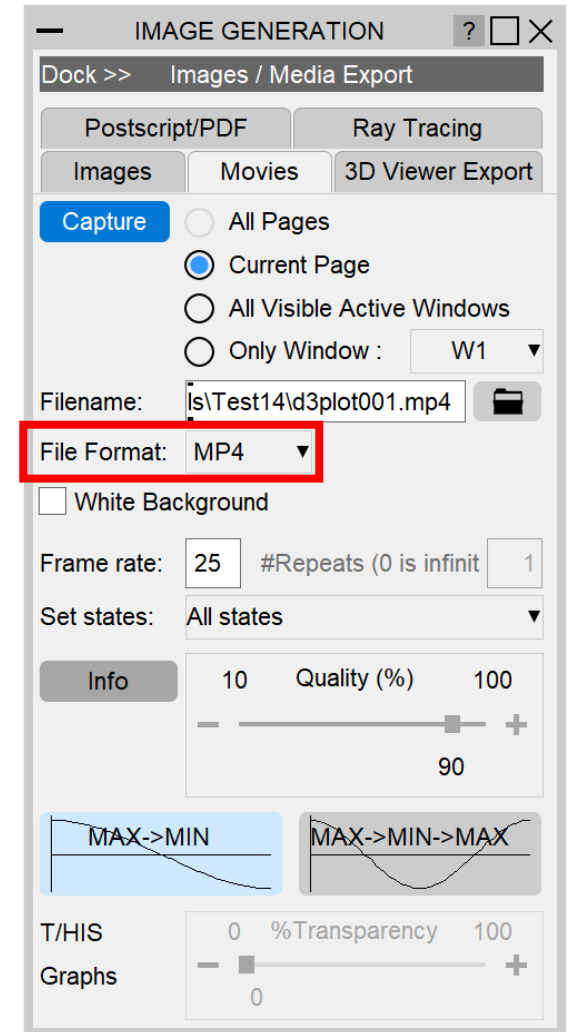 IMAGE GENERATION ?
Dock >> Images / Media Export
Postscript/PDF Ray Tracing
Images Movies 3D Viewer Export
Capture All Pages
Current Page
All Visible Active Windows
Only Window : W1
Filename: ls\Test14\d3plot001.mp4
File Format: MP4
White Background
Frame rate: 25 #Repeats (0 is infinit 1
Set states: All states
Info 10 Quality (%) 100
90
MAX->MIN MAX->MIN->MAX
T/HIS 0 %Transparency 100
Graphs
0